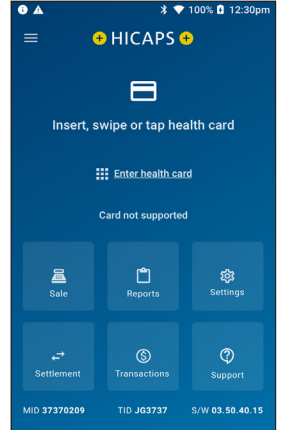 100% 12:30pm
HICAPS
Insert, swipe or tap health card
Enter health card
Card not supported
Sale Reports Settings
Settlement Transactions Support
MID 37370209 TID JG3737 S/W 03.50.40.15